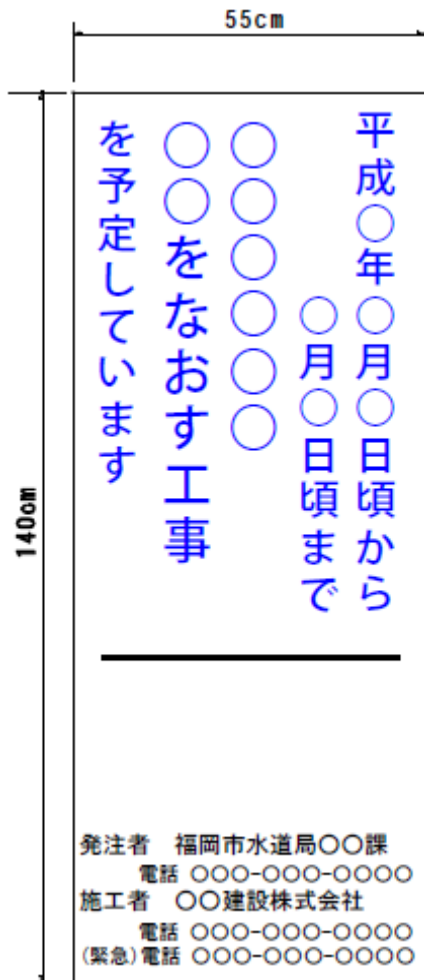 55cm
140cm
平成○年○月○日頃から
○月○日頃まで
○○○○○○
○○をなおす工事
を予定しています
発注者 福岡市水道局○○課
電話 ○○○-○○○-○○○○
施工者 ○○建設株式会社
電話 ○○○-○○○-○○○○
(緊急)電話 ○○○-○○○-○○○○